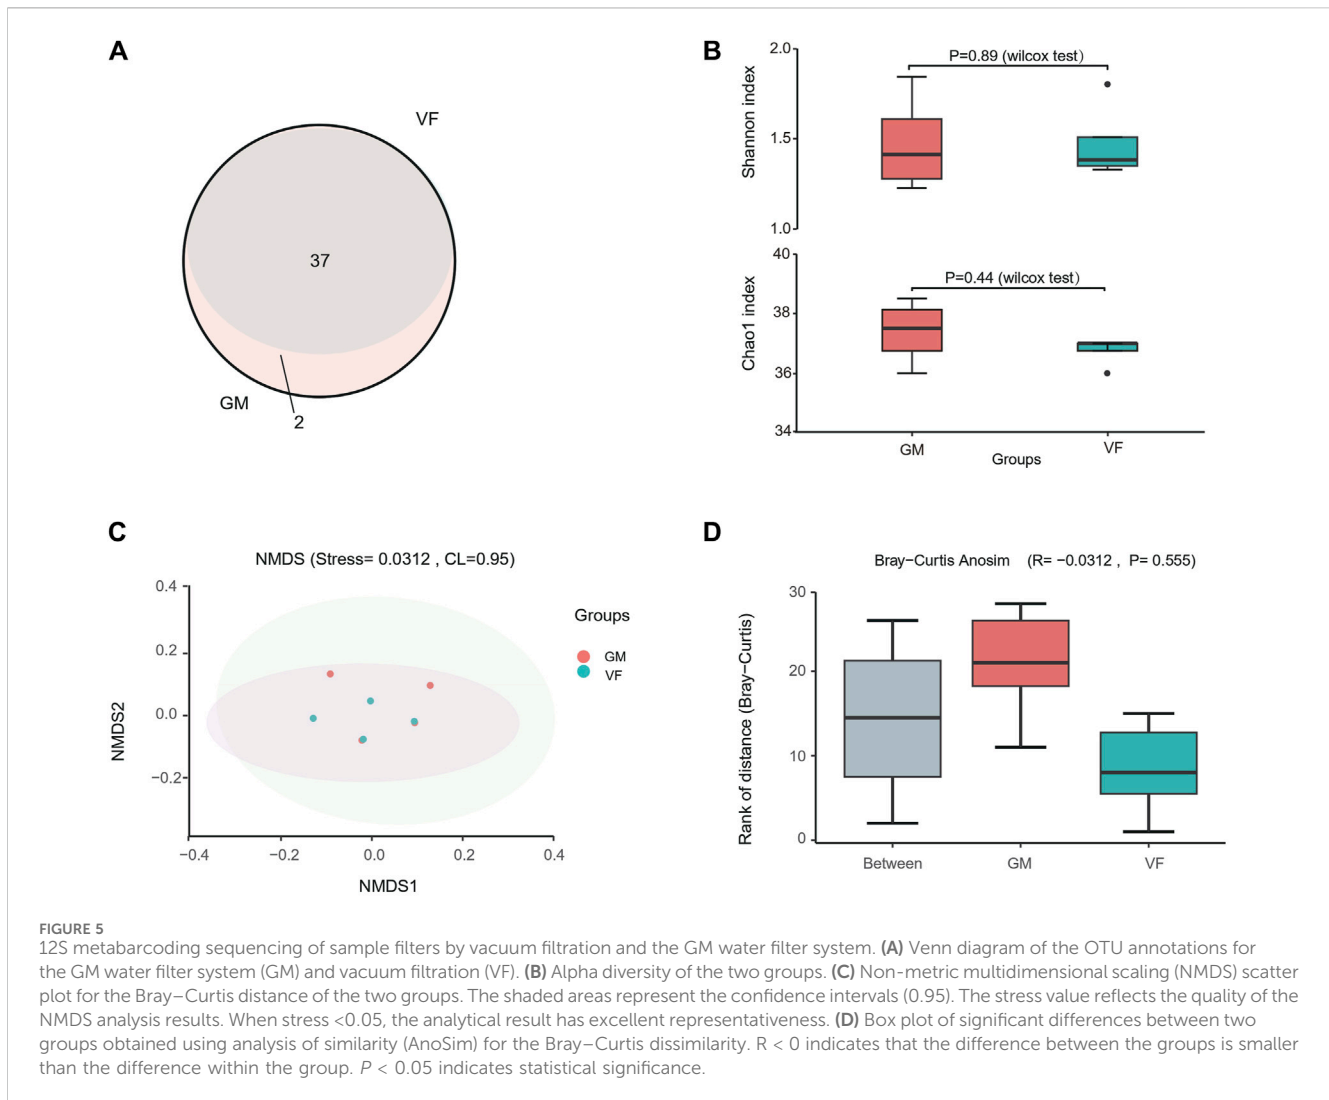 A
VF
37
GM
2
B
P=0.89 (wilcox test)
2.0
1.5
1.0
Shannon index
P=0.44 (wilcox test)
40
38
36
34
Chao1 index
GM
VF
Groups
C
NMDS (Stress= 0.0312 , CL=0.95)
0.4
0.2
0.0
−0.2
NMDS2
−0.4
−0.2
0.0
0.2
0.4
NMDS1
Groups
GM
VF
D
Bray−Curtis Anosim (R= −0.0312 , P= 0.555)
30
20
10
0
Rank of distance (Bray−Curtis)
Between
GM
VF
FIGURE 5
12S metabarcoding sequencing of sample filters by vacuum filtration and the GM water filter system. (A) Venn diagram of the OTU annotations for
the GM water filter system (GM) and vacuum filtration (VF). (B) Alpha diversity of the two groups. (C) Non-metric multidimensional scaling (NMDS) scatter
plot for the Bray–Curtis distance of the two groups. The shaded areas represent the confidence intervals (0.95). The stress value reflects the quality of the
NMDS analysis results. When stress <0.05, the analytical result has excellent representativeness. (D) Box plot of significant differences between two
groups obtained using analysis of similarity (AnoSim) for the Bray–Curtis dissimilarity. R < 0 indicates that the difference between the groups is smaller
than the difference within the group. P < 0.05 indicates statistical significance.